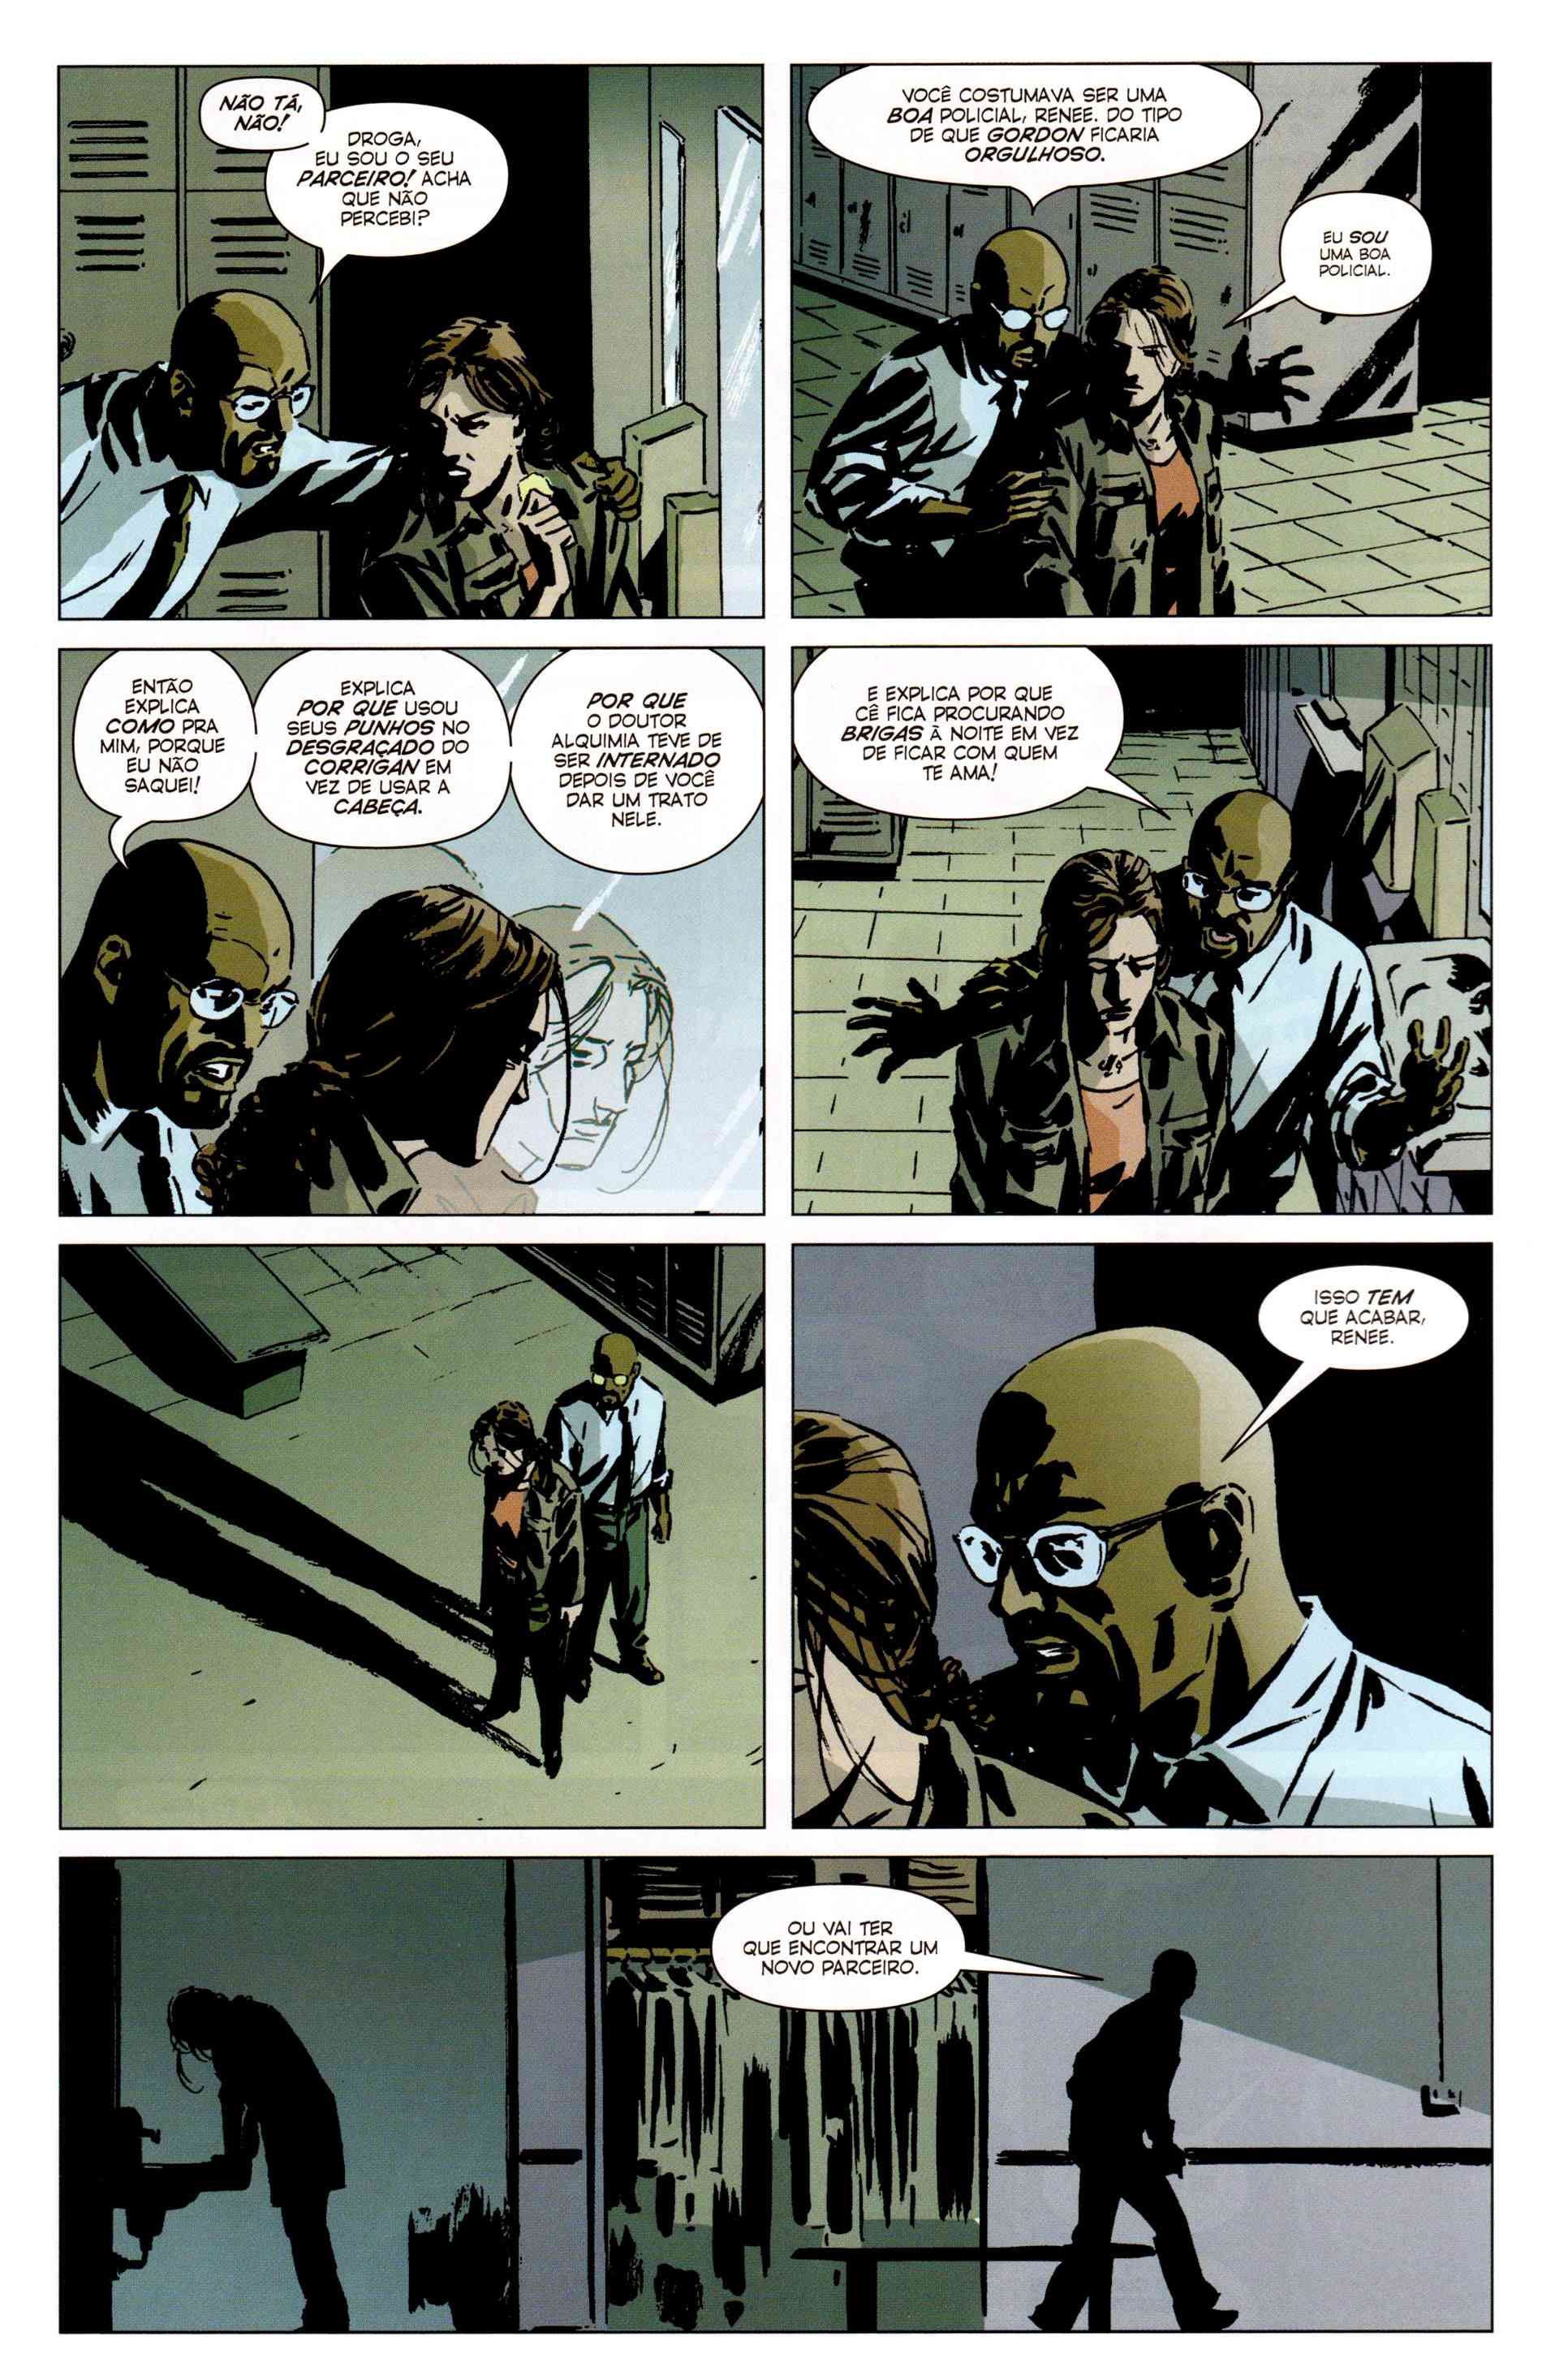 NÃO TÁ,
NÃO!
DROGA,
EU SOU O SEU
PARCEIRO! ACHA
QUE NÃO
PERCEBI?
VOCÊ COSTUMAVA SER UMA
BOA POLICIAL, RENEE. DO TIPO
DE QUE GORDON FICARIA
ORGULHOSO.
EU SOU
UMA BOA
POLICIAL.
ENTÃO
EXPLICA
COMO PRA
MIM, PORQUE
EU NÃO
SAQUEI!
EXPLICA
POR QUE USOU
SEUS PUNHOS NO
DESGRAÇADO DO
CORRIGAN EM
VEZ DE USAR A
CABEÇA.
POR QUE
O DOUTOR
ALQUIMIA TEVE DE
SER INTERNADO
DEPOIS DE VOCÊ
DAR UM TRATO
NELE.
E EXPLICA POR QUE
CÊ FICA PROCURANDO
BRIGAS À NOITE EM VEZ
DE FICAR COM QUEM
TE AMA!
ISSO TEM
QUE ACABAR,
RENEE.
OU VAI TER
QUE ENCONTRAR UM
NOVO PARCEIRO.